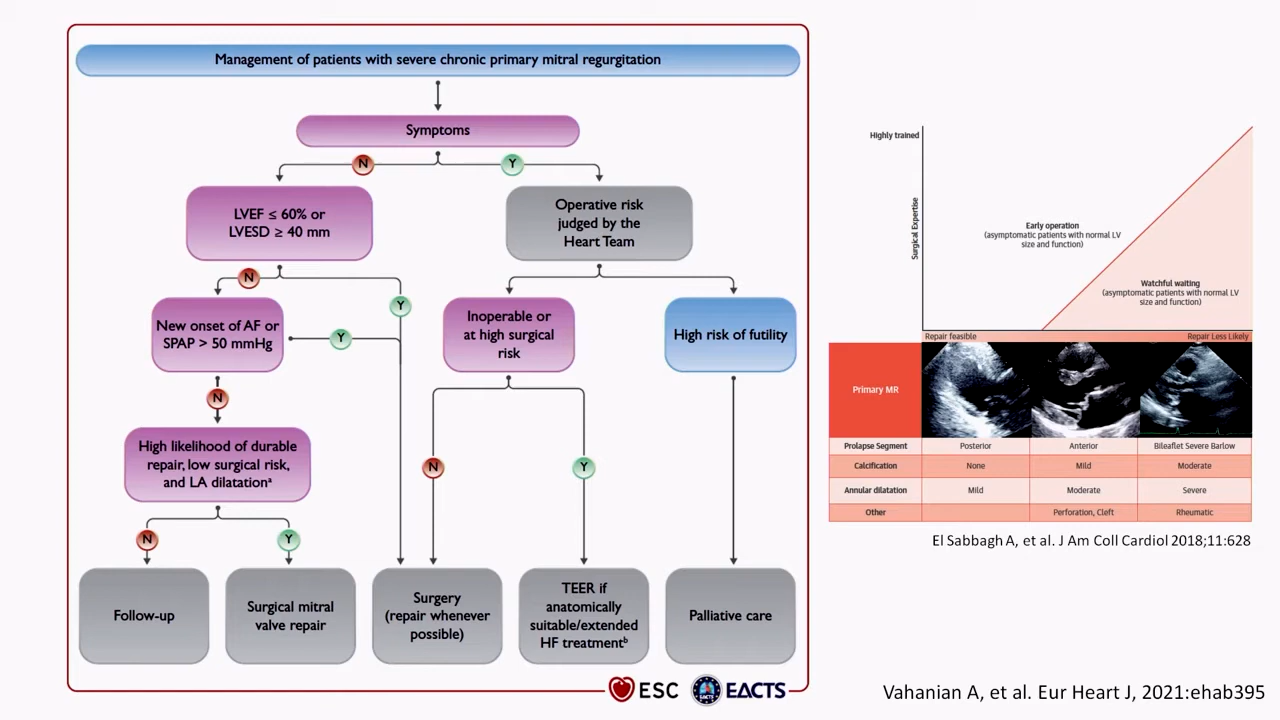 Management of patients with severe chronic primary mitral regurgitation
Symptoms
N
Y
LVEF ≤ 60% or
LVESD ≥ 40 mm
Operative risk
judged by the
Heart Team
N
Y
New onset of AF or
SPAP > 50 mmHg
Y
Inoperable or
at high surgical
risk
High risk of futility
N
High likelihood of durable
repair, low surgical risk,
and LA dilatationᵃ
N
Y
N
Y
Follow-up
Surgical mitral
valve repair
Surgery
(repair whenever
possible)
TEER if
anatomically
suitable/extended
HF treatmentᵇ
Palliative care
ESC
EACTS
Highly trained
Surgical Expertise
Early operation
(asymptomatic patients with normal LV
size and function)
Watchful waiting
(asymptomatic patients with normal LV
size and function)
Repair feasible
Repair Less Likely
Primary MR
Prolapse Segment
Posterior
Anterior
Bileaflet Severe Barlow
Calcification
None
Mild
Moderate
Annular dilatation
Mild
Moderate
Severe
Other
Perforation, Cleft
Rheumatic
El Sabbagh A, et al. J Am Coll Cardiol 2018;11:628
Vahanian A, et al. Eur Heart J, 2021:ehab395